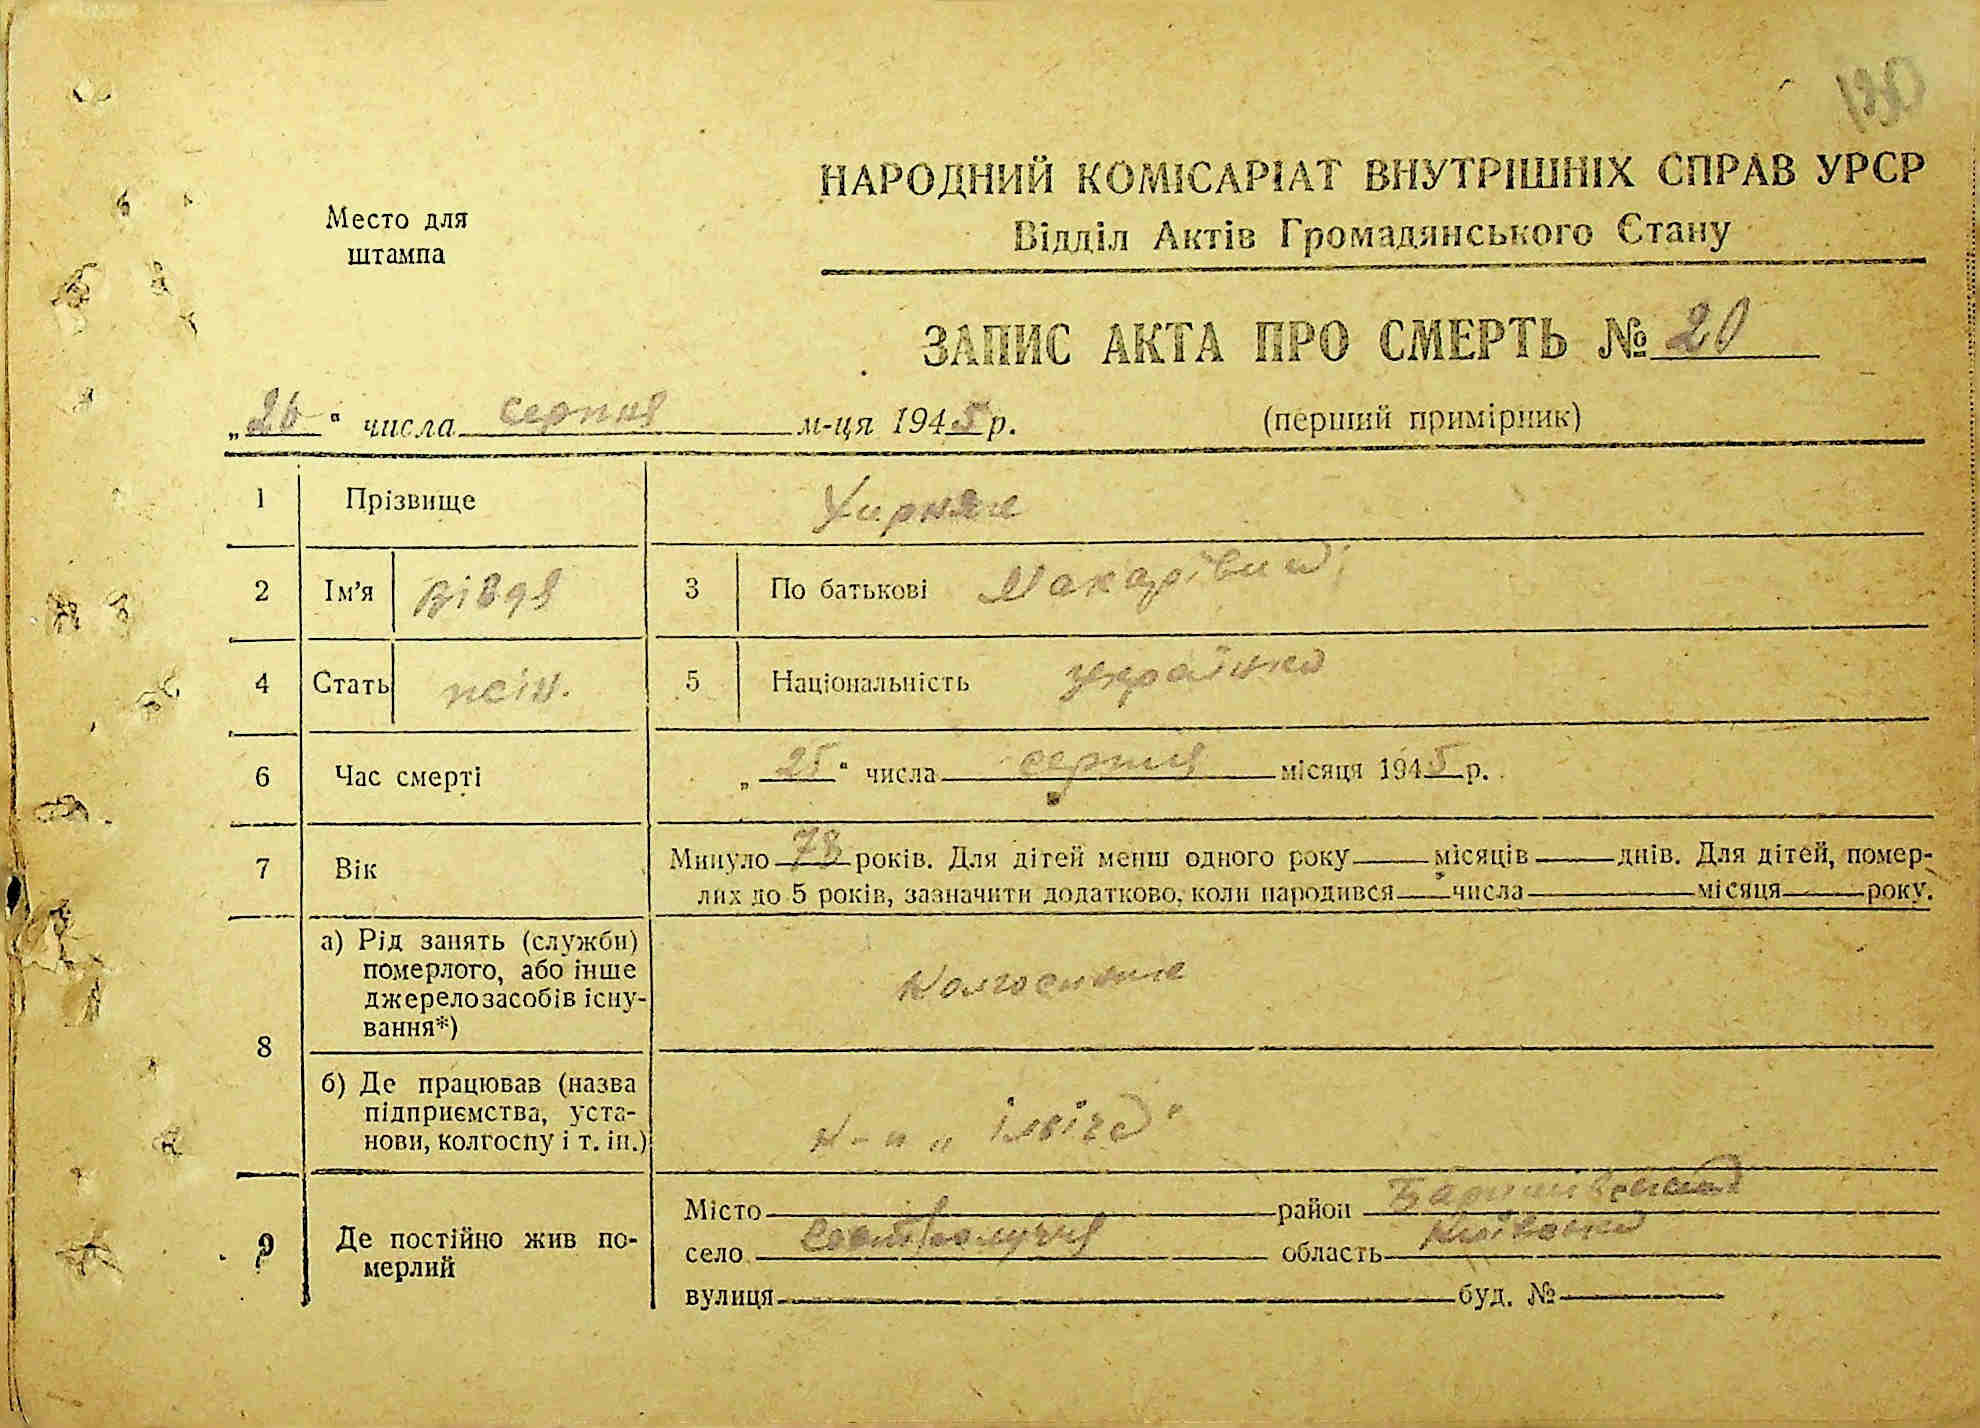 130
Место для
штампа
НАРОДНИЙ КОМІСАРІАТ ВНУТРІШНІХ СПРАВ УРСР
Відділ Актів Громадянського Стану
ЗАПИС АКТА ПРО СМЕРТЬ № 20
„26“ числа серпня м-ця 1945 р. (перший примірник)
1 Прізвище
2 Ім’я Вівдя 3 По батькові Макарівна
4 Стать жін. 5 Національність українка
6 Час смерті „25“ числа серпня місяця 1945 р.
7 Вік Минуло 78 років. Для дітей менш одного року місяців днів. Для дітей, помер-
лих до 5 років, зазначити додатково, коли народився числа місяця року.
8 а) Рід занять (служби)
померлого, або інше
джерело засобів існу-
вання*) колгоспниця
б) Де працював (назва
підприємства, уста-
нови, колгоспу і т. ін.) к-п „Ілліча“
9 Де постійно жив по-
мерлий
Місто район Баришівський
село область Київська
вулиця буд. №